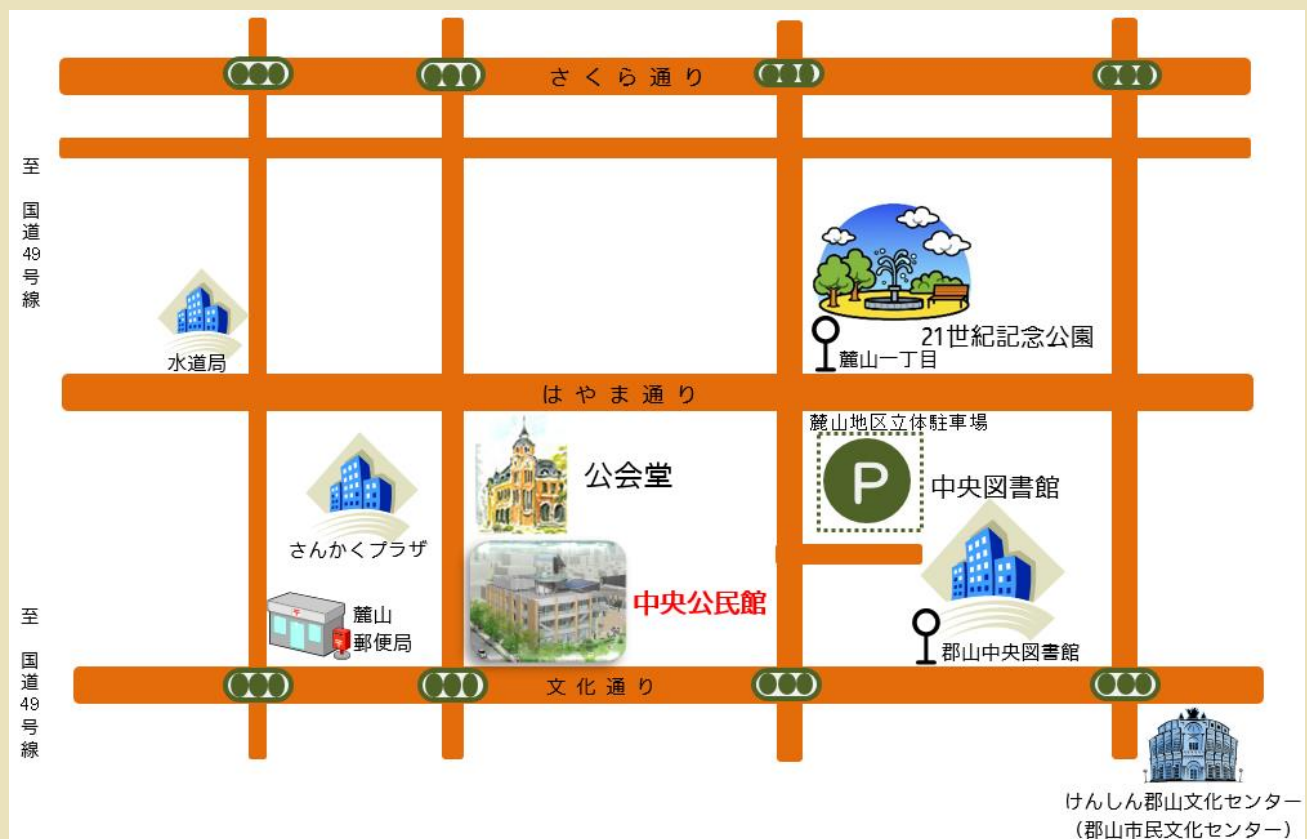 さくら通り
至 国道49号線
21世紀記念公園
麓山一丁目
水道局
はやま通り
麓山地区立体駐車場
P
公会堂
中央図書館
さんかくプラザ
中央公民館
麓山
郵便局
〒
郡山中央図書館
至 国道49号線
文化通り
けんしん郡山文化センター
(郡山市民文化センター)